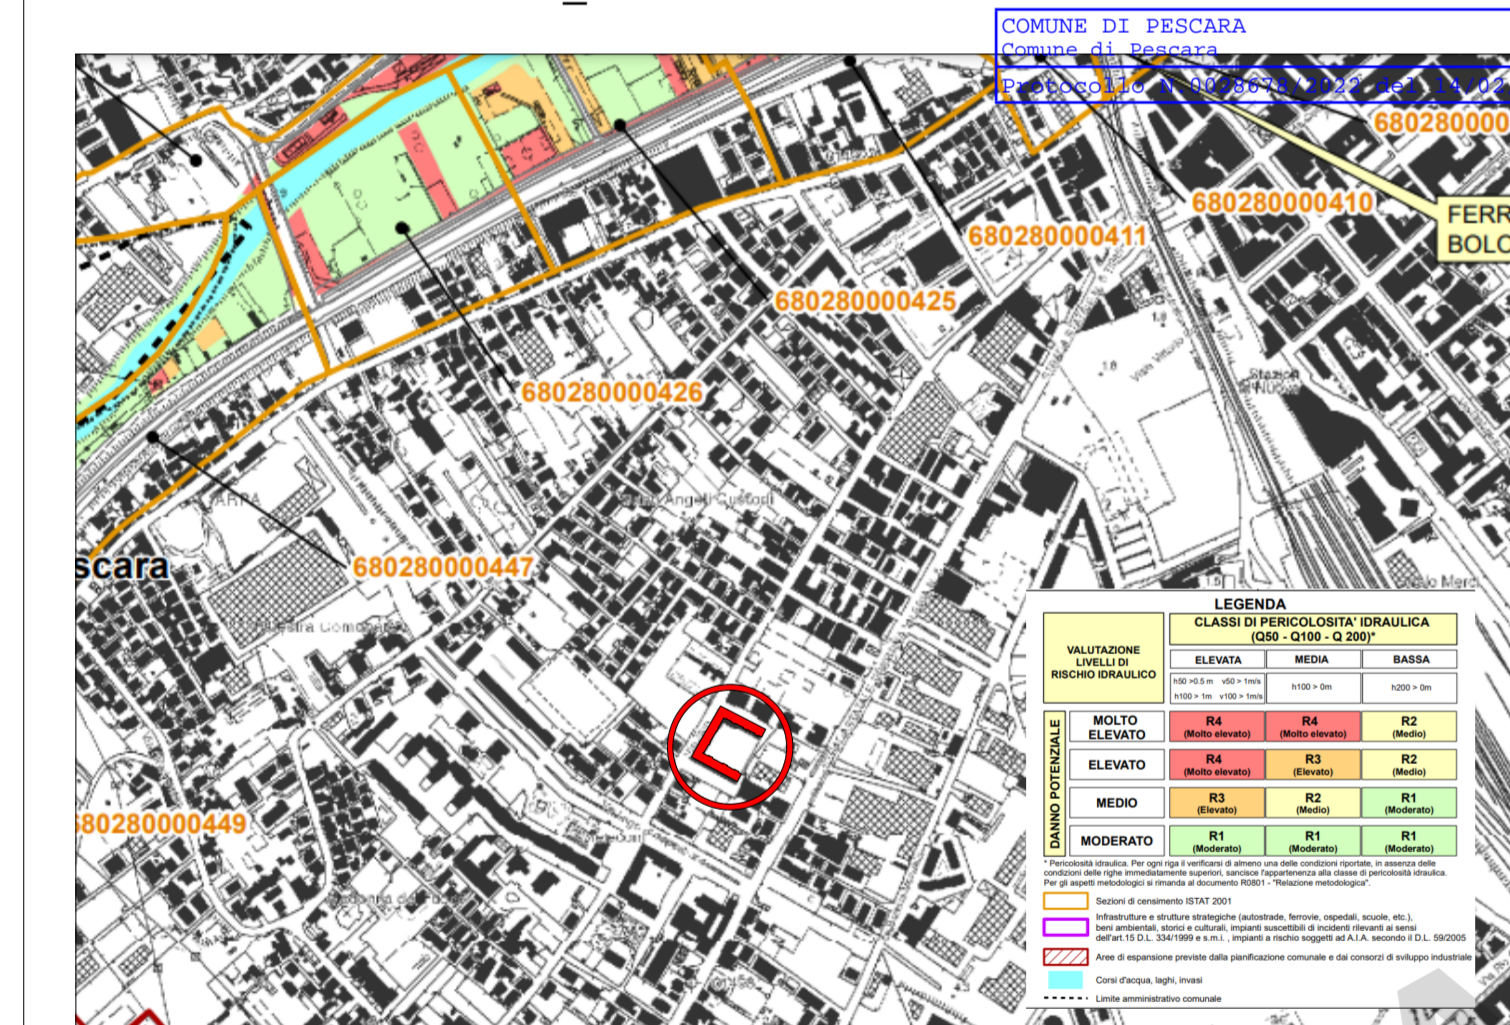 COMUNE DI PESCARA
Comune di Pescara
Protocollo N.0028678/2022 del 14/02
680280000
680280000410
FERR
BOLO
680280000411
680280000425
680280000426
Angeli Custodi
scara
680280000447
680280000449
1.8
1.5
LEGENDA
VALUTAZIONE
LIVELLI DI
RISCHIO IDRAULICO
CLASSI DI PERICOLOSITA' IDRAULICA
(Q50 - Q100 - Q 200)*
ELEVATA MEDIA BASSA
h50 >0.5 m v50 > 1m/s
h100 > 1m v100 > 1m/s
h100 > 0m
h200 > 0m
DANNO POTENZIALE
MOLTO
ELEVATO
R4
(Molto elevato)
R4
(Molto elevato)
R2
(Medio)
ELEVATO
R4
(Molto elevato)
R3
(Elevato)
R2
(Medio)
MEDIO
R3
(Elevato)
R2
(Medio)
R1
(Moderato)
MODERATO
R1
(Moderato)
R1
(Moderato)
R1
(Moderato)
* Pericolosità idraulica. Per ogni riga il verificarsi di almeno una delle condizioni riportate, in assenza delle
condizioni delle righe immediatamente superiori, sancisce l'appartenenza alla classe di pericolosità idraulica.
Per gli aspetti metodologici si rimanda al documento R0801 - "Relazione metodologica".
Sezioni di censimento ISTAT 2001
Infrastrutture e strutture strategiche (autostrade, ferrovie, ospedali, scuole, etc.),
beni ambientali, storici e culturali, impianti suscettibili di incidenti rilevanti ai sensi
dell'art.15 D.L. 334/1999 e s.m.i. , impianti a rischio soggetti ad A.I.A. secondo il D.L. 59/2005
Aree di espansione previste dalla pianificazione comunale e dai consorzi di sviluppo industriale
Corsi d'acqua, laghi, invasi
Limite amministrativo comunale